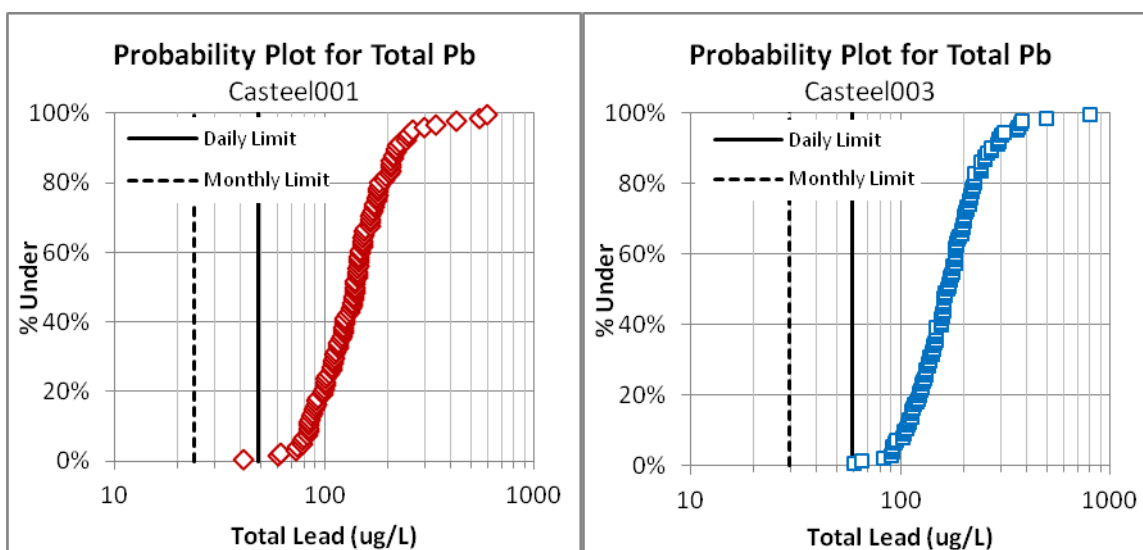 Probability Plot for Total Pb
Casteel001
100%
80%
60%
40%
20%
0%
% Under
Daily Limit
Monthly Limit
10
100
1000
Total Lead (ug/L)
Probability Plot for Total Pb
Casteel003
100%
80%
60%
40%
20%
0%
% Under
Daily Limit
Monthly Limit
10
100
1000
Total Lead (ug/L)